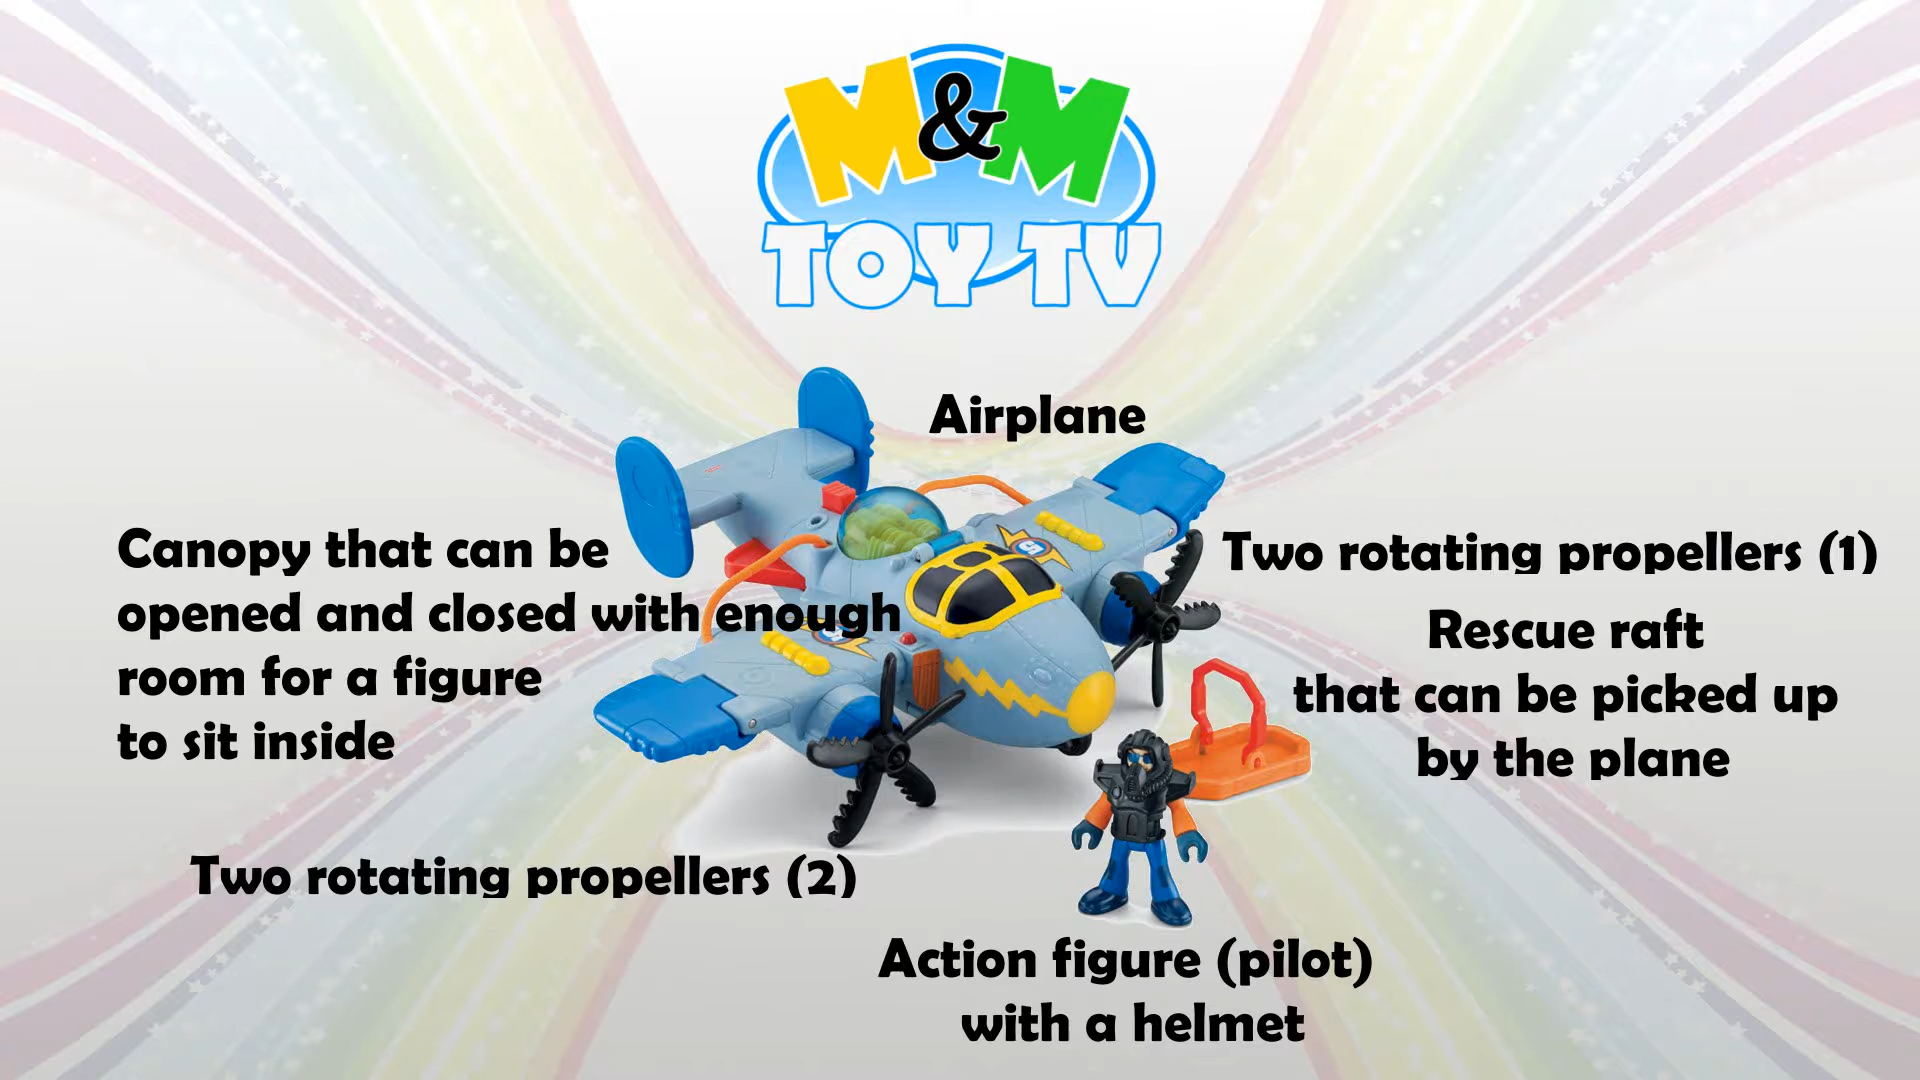 M&M
TOY TV
Airplane
Canopy that can be
opened and closed with enough
room for a figure
to sit inside
Two rotating propellers (1)
Rescue raft
that can be picked up
by the plane
Two rotating propellers (2)
Action figure (pilot)
with a helmet